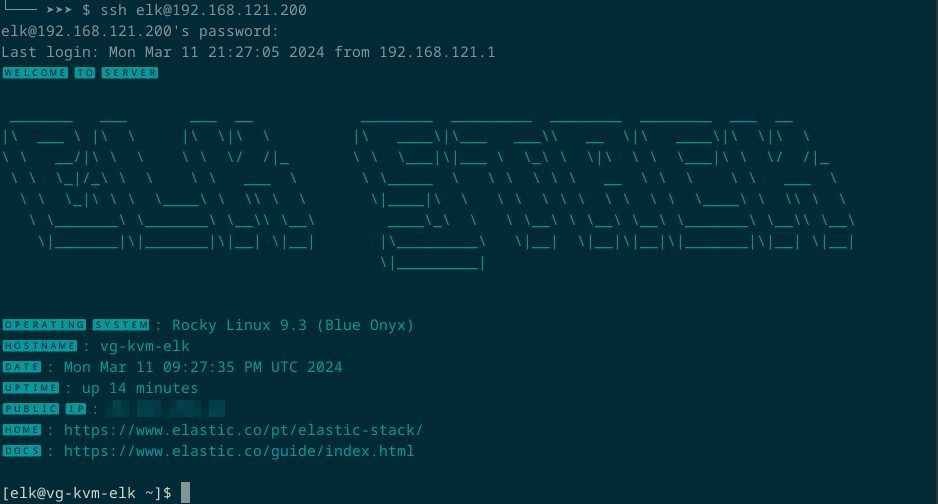 └── ➤➤➤ $ ssh elk@192.168.121.200
elk@192.168.121.200's password:
Last login: Mon Mar 11 21:27:05 2024 from 192.168.121.1
WELCOME TO SERVER
ELK STACK
OPERATING SYSTEM : Rocky Linux 9.3 (Blue Onyx)
HOSTNAME : vg-kvm-elk
DATE : Mon Mar 11 09:27:35 PM UTC 2024
UPTIME : up 14 minutes
PUBLIC IP :
HOME : https://www.elastic.co/pt/elastic-stack/
DOCS : https://www.elastic.co/guide/index.html
[elk@vg-kvm-elk ~]$